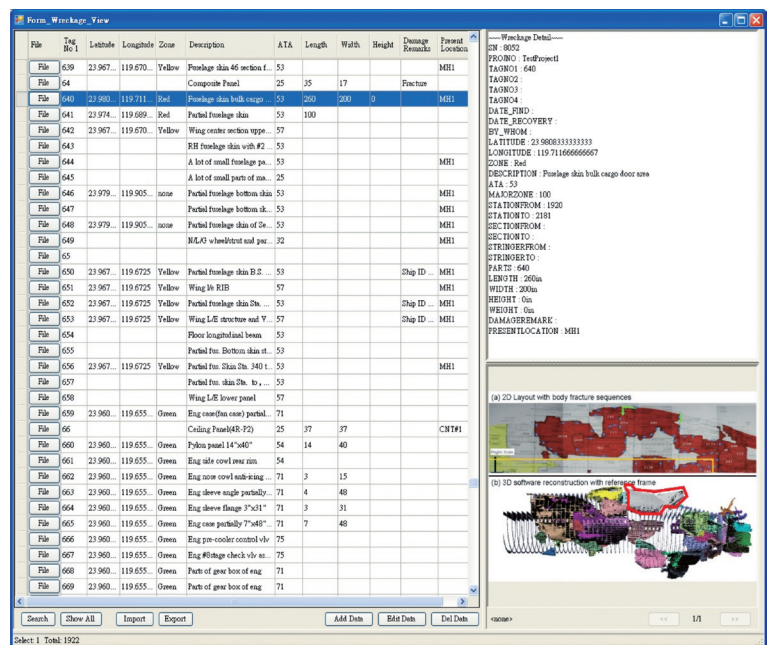 Form_Wreckage_View
File Tag No 1 Latitude Longitude Zone Description ATA Length Width Height Damage Remarks Present Location
File 639 23.967... 119.670... Yellow Fuselage skin 46 section f... 53 MH1
File 64 Composite Panel 25 35 17 Fracture
File 640 23.980... 119.711... Red Fuselage skin bulk cargo ... 53 260 200 0 MH1
File 641 23.974... 119.689... Red Partial fuselage skin 53 100
File 642 23.967... 119.670... Yellow Wing center section uppe... 57
File 643 RH fuselage skin with #2 ... 53
File 644 A lot of small fuselage pa... 53 MH1
File 645 A lot of small parts of ma... 25
File 646 23.979... 119.905... none Partial fuselage bottom skin 53 MH1
File 647 Partial fuselage bottom sk... 53 MH1
File 648 23.979... 119.905... none Partial fuselage skin of Se... 53 MH1
File 649 N/L/G wheel/strut and par... 32 MH1
File 65
File 650 23.967... 119.6725 Yellow Partial fuselage skin B.S. ... 53 Ship ID ... MH1
File 651 23.967... 119.6725 Yellow Wing l/e RIB 57 MH1
File 652 23.967... 119.6725 Yellow Partial fuselage skin Sta. ... 53 Ship ID ... MH1
File 653 23.967... 119.6725 Yellow Wing L/E structure and V... 57 Ship ID ... MH1
File 654 Floor longitudinal beam 53
File 655 Partial fus. Bottom skin st... 53
File 656 23.967... 119.6725 Yellow Partial fus. Skin Sta. 340 t... 53 MH1
File 657 Partial fus. skin Sta. to , ... 53
File 658 Wing L/E lower panel 57
File 659 23.960... 119.655... Green Eng case(fan case) partial... 71
File 66 Ceiling Panel(4R-P2) 25 37 37 CNT#1
File 660 23.960... 119.655... Green Pylon panel 14"x40" 54 14 40
File 661 23.960... 119.655... Green Eng side cowl rear rim 54
File 662 23.960... 119.655... Green Eng nose cowl anti-icing ... 71 3 15
File 663 23.960... 119.655... Green Eng sleeve angle partially... 71 4 48
File 664 23.960... 119.655... Green Eng sleeve flange 3"x31" 71 3 31
File 665 23.960... 119.655... Green Eng case partially 7"x48"... 71 7 48
File 666 23.960... 119.655... Green Eng pre-cooler control vlv 75
File 667 23.960... 119.655... Green Eng #8stage check vlv as... 75
File 668 23.960... 119.655... Green Parts of gear box of eng 71
File 669 23.960... 119.655... Green Parts of gear box of eng 71
Search Show All Import Export Add Data Edit Data Del Data
Select: 1 Total: 1922
~~~Wreckage Detail~~~
SN : 8052
PROJNO : TestProject1
TAGNO1 : 640
TAGNO2 :
TAGNO3 :
TAGNO4 :
DATE_FIND :
DATE_RECOVERY :
BY_WHOM :
LATITUDE : 23.9808333333333
LONGITUDE : 119.711666666667
ZONE : Red
DESCRIPTION : Fuselage skin bulk cargo door area
ATA : 53
MAJORZONE : 100
STATIONFROM : 1920
STATIONTO : 2181
SECTIONFROM :
SECTIONTO :
STRINGERFROM :
STRINGERTO :
PARTS : 640
LENGTH : 260in
WIDTH : 200in
HEIGHT : 0in
WEIGHT : 0in
DAMAGEREMARK :
PRESENTLOCATION : MH1
(a) 2D Layout with body fracture sequences
(b) 3D software reconstruction with reference frame
<none> << 1/1 >>